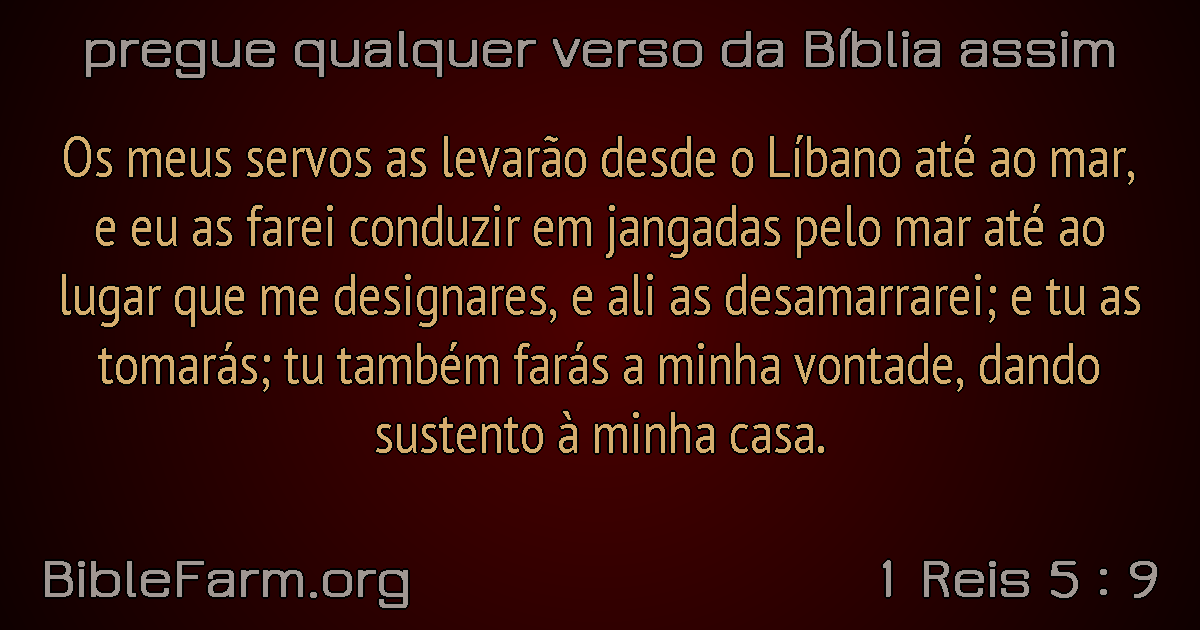 pregue qualquer verso da Bíblia assim
Os meus servos as levarão desde o Líbano até ao mar,
e eu as farei conduzir em jangadas pelo mar até ao
lugar que me designares, e ali as desamarrarei; e tu as
tomarás; tu também farás a minha vontade, dando
sustento à minha casa.
BibleFarm.org
1 Reis 5 : 9